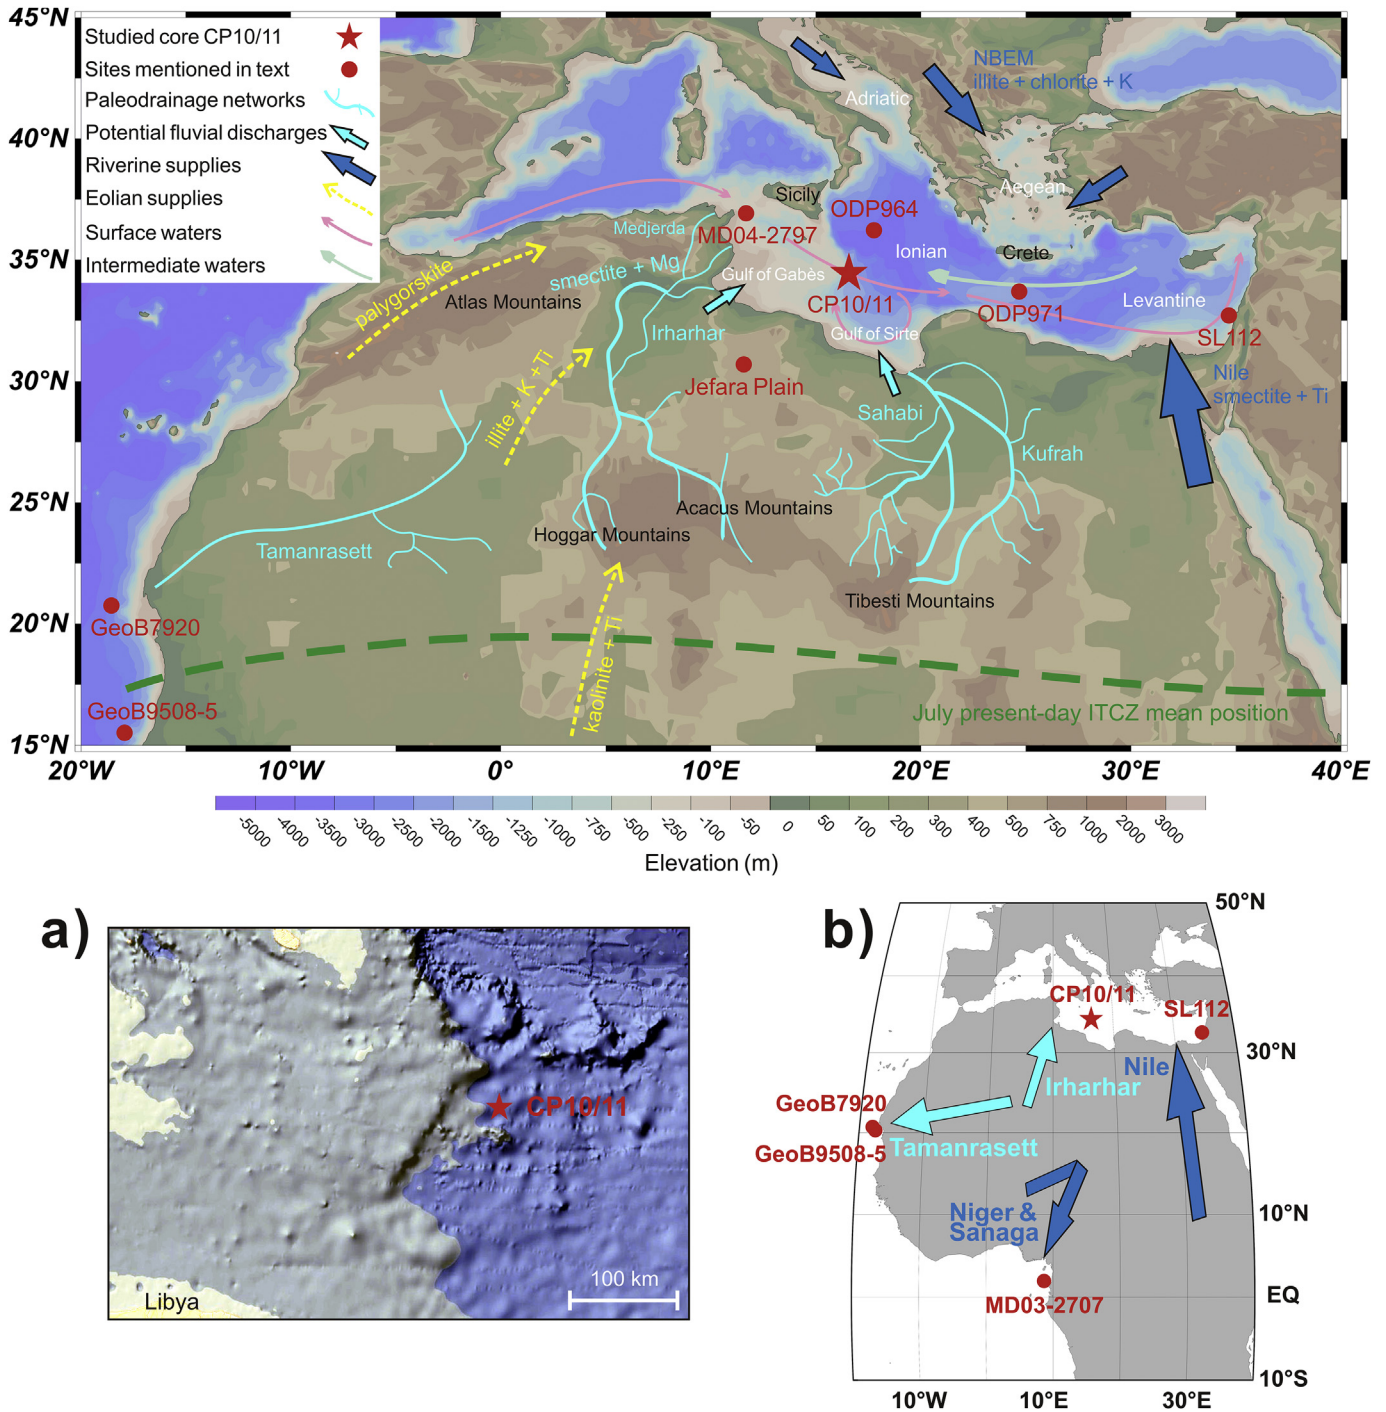 45°N
40°N
35°N
30°N
25°N
20°N
15°N
Studied core CP10/11
Sites mentioned in text
Paleodrainage networks
Potential fluvial discharges
Riverine supplies
Eolian supplies
Surface waters
Intermediate waters
NBEM
illite + chlorite + K
Adriatic
Aegean
Sicily
ODP964
Medjerda
MD04-2797
Ionian
Crete
smectite + Mg
Gulf of Gabès
palygorskite
Atlas Mountains
CP10/11
ODP971
Levantine
Irharhar
Gulf of Sirte
SL112
Jefara Plain
Nile
smectite + Ti
illite + K +Ti
Sahabi
Kufrah
Acacus Mountains
Hoggar Mountains
Tamanrasett
Tibesti Mountains
GeoB7920
kaolinite + Ti
GeoB9508-5
July present-day ITCZ mean position
20°W
10°W
0°
10°E
20°E
30°E
40°E
-5000
-4000
-3500
-2500
-2000
-1500
-1250
-1000
-750
-500
-250
-100
-50
0
50
100
200
300
400
500
750
1000
2000
3000
Elevation (m)
a)
CP10/11
100 km
Libya
b)
50°N
30°N
10°N
EQ
10°S
CP10/11
SL112
Nile
Irharhar
GeoB7920
GeoB9508-5
Tamanrasett
Niger &
Sanaga
MD03-2707
10°W
10°E
30°E